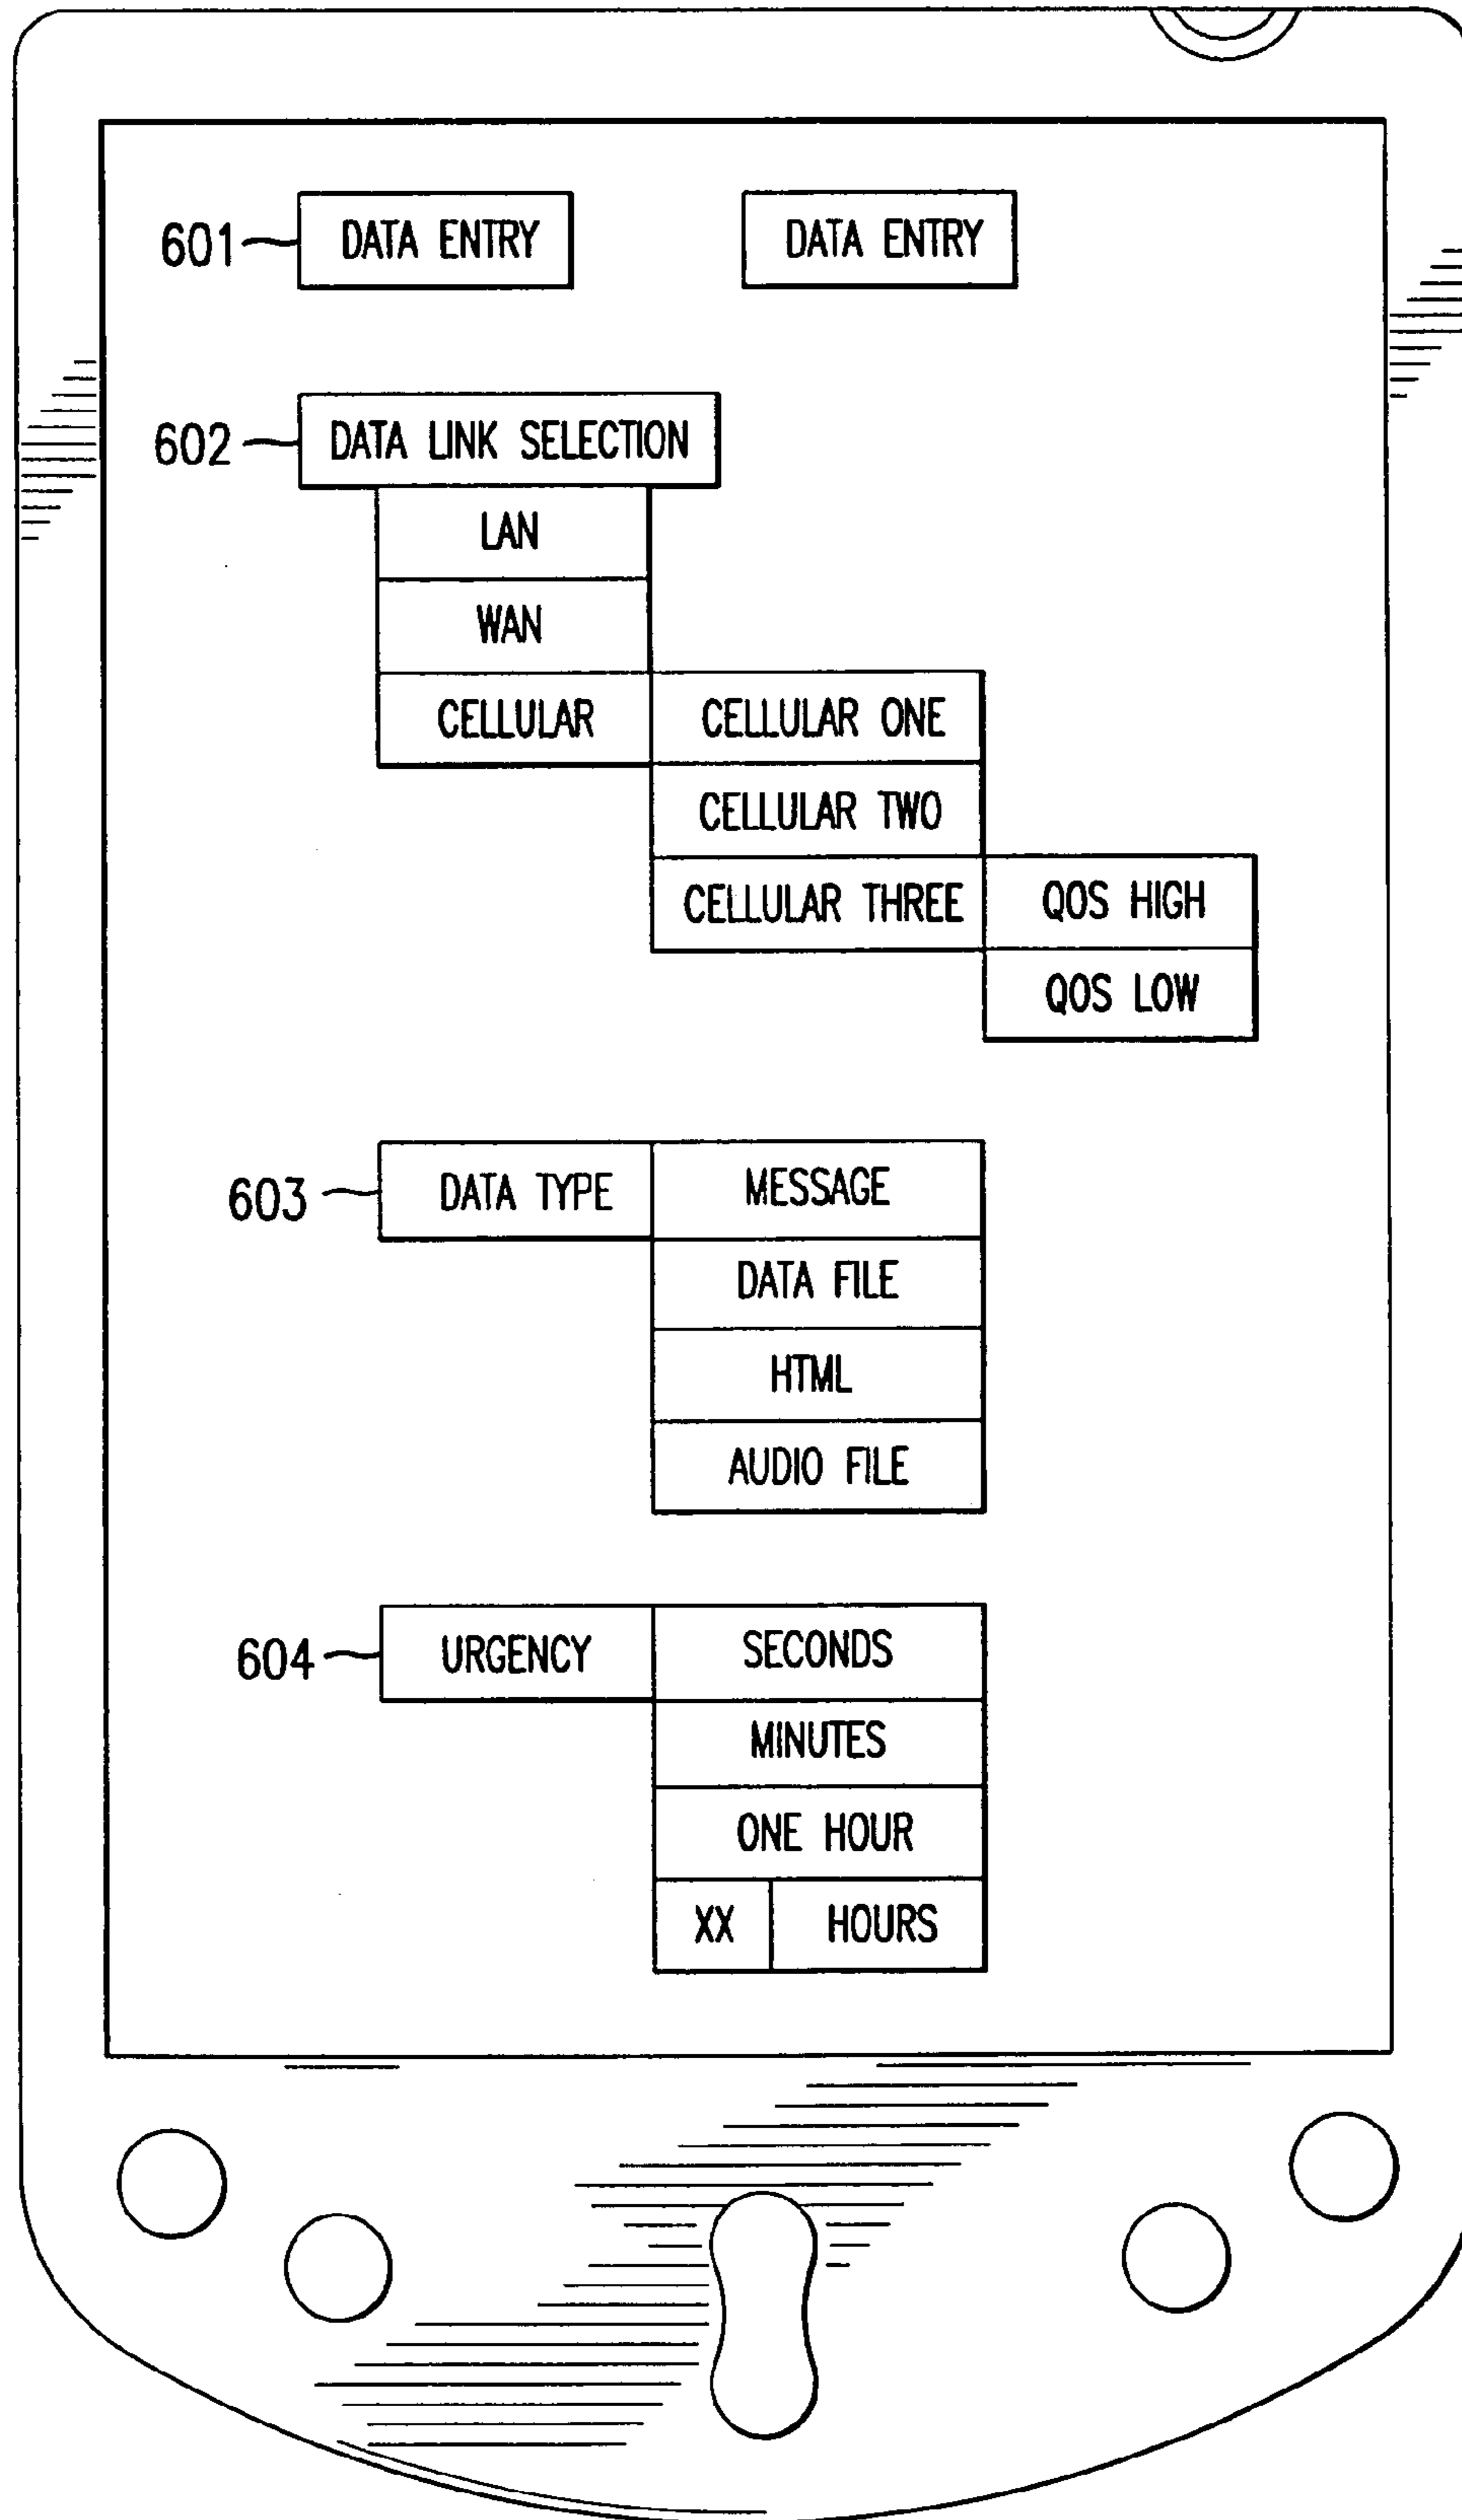 601 DATA ENTRY DATA ENTRY
602 DATA LINK SELECTION
LAN
WAN
CELLULAR CELLULAR ONE
CELLULAR TWO
CELLULAR THREE QOS HIGH
QOS LOW
603 DATA TYPE MESSAGE
DATA FILE
HTML
AUDIO FILE
604 URGENCY SECONDS
MINUTES
ONE HOUR
XX HOURS